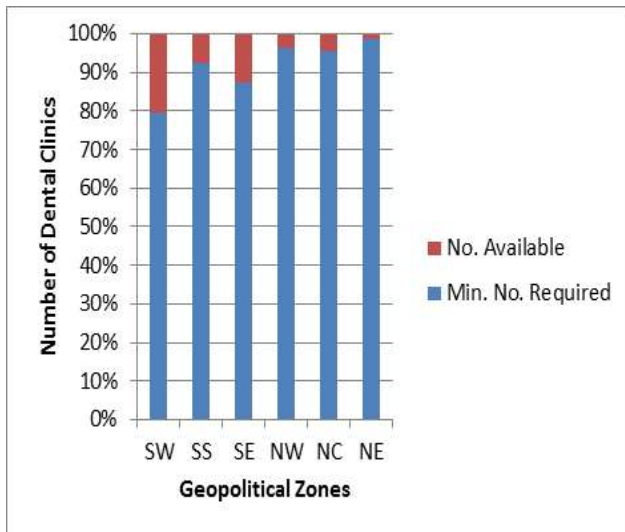 100%
90%
80%
70%
60%
50%
40%
30%
20%
10%
0%
Number of Dental Clinics
SW SS SE NW NC NE
Geopolitical Zones
No. Available
Min. No. Required